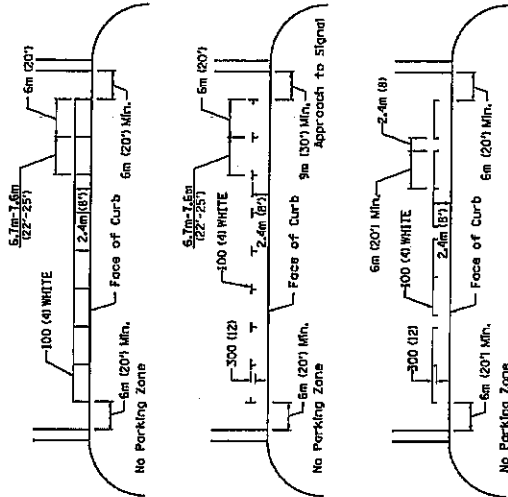 6m (20')
6.7m-7.6m
(22'-25')
2.4m (8')
100 (4) WHITE
Face of Curb
6m (20') Min.
6m (20') Min.
No Parking Zone
6m (20')
6.7m-7.6m
(22'-25')
2.4m (8')
100 (4) WHITE
300 (12)
Face of Curb
9m (30') Min.
Approach to Signal
6m (20') Min.
No Parking Zone
2.4m (8)
6m (20') Min.
2.4m (8')
100 (4) WHITE
300 (12)
Face of Curb
6m (20') Min.
6m (20') Min.
No Parking Zone